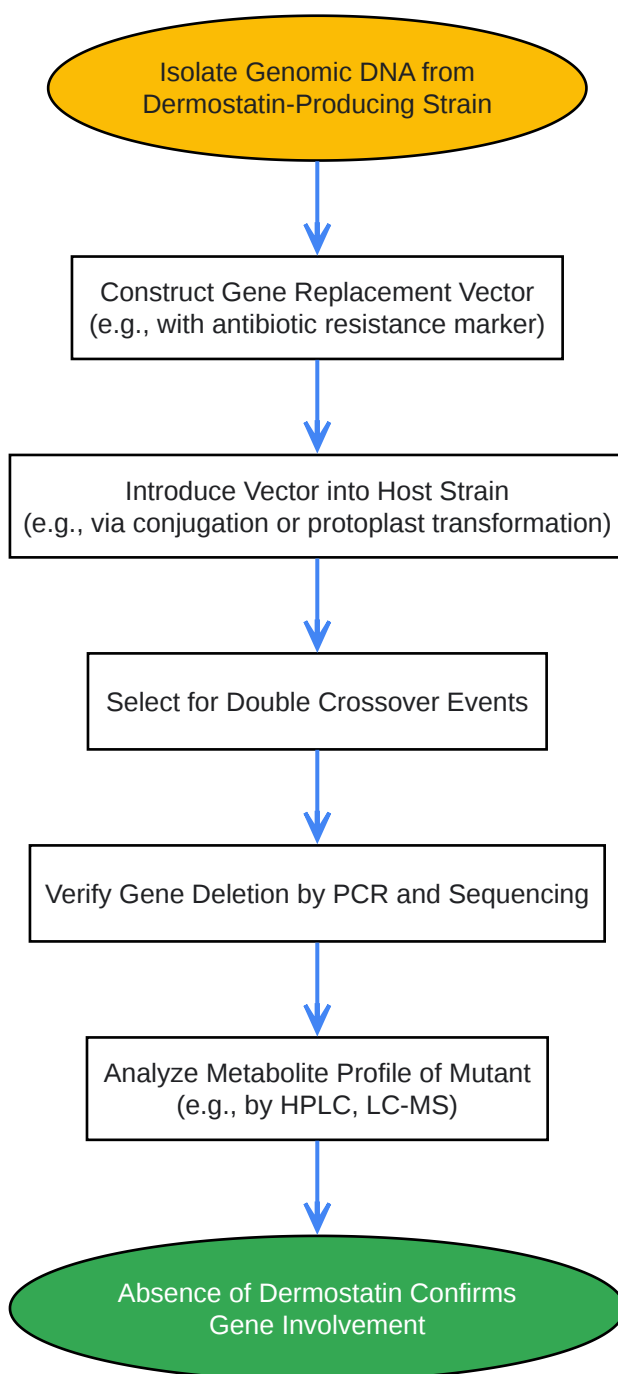 Isolate Genomic DNA from
Dermostatin-Producing Strain
Construct Gene Replacement Vector
(e.g., with antibiotic resistance marker)
Introduce Vector into Host Strain
(e.g., via conjugation or protoplast transformation)
Select for Double Crossover Events
Verify Gene Deletion by PCR and Sequencing
Analyze Metabolite Profile of Mutant
(e.g., by HPLC, LC-MS)
Absence of Dermostatin Confirms
Gene Involvement